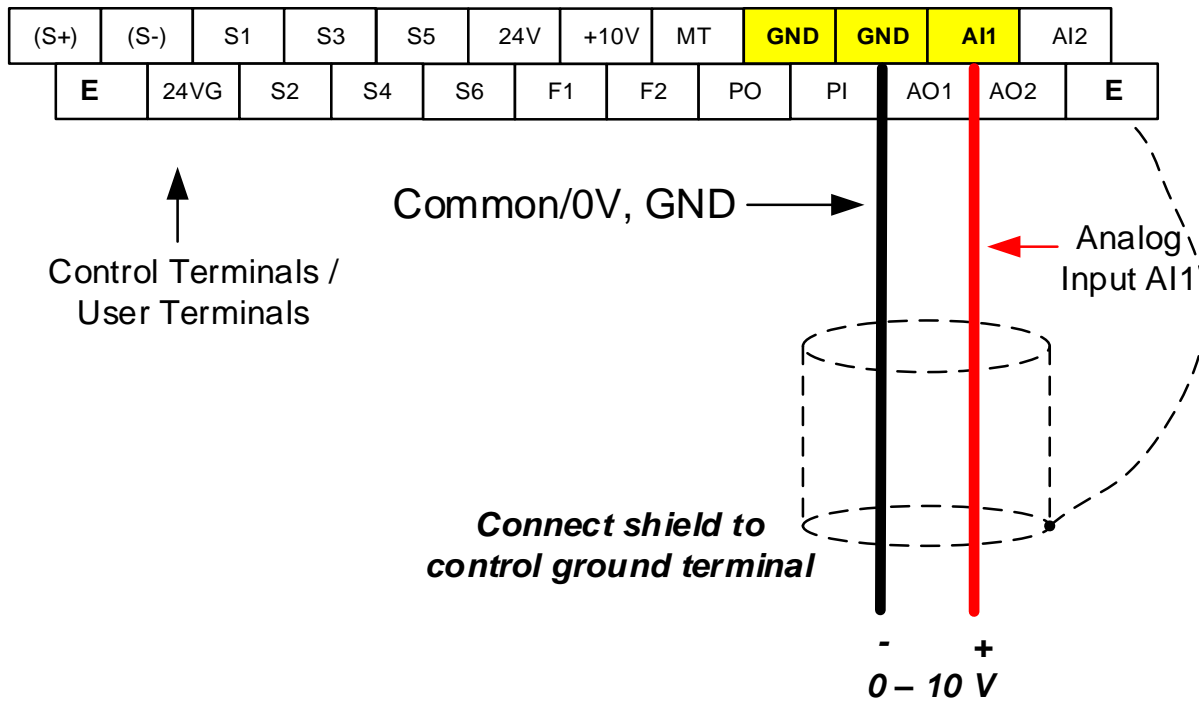 (S+) (S-) S1 S3 S5 24V +10V MT GND GND AI1 AI2
E 24VG S2 S4 S6 F1 F2 PO PI AO1 AO2 E
Common/0V, GND
Control Terminals /
User Terminals
Analog
Input AI1
Connect shield to
control ground terminal
- +
0 – 10 V